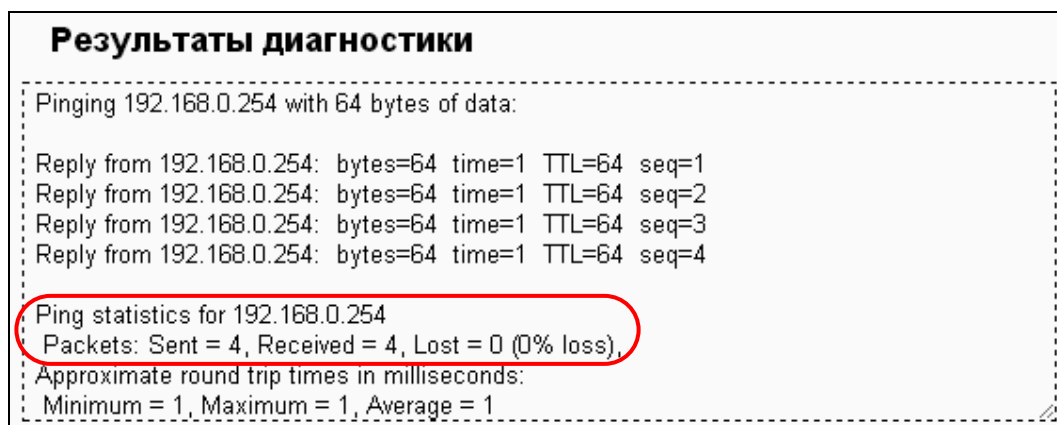 Результаты диагностики
Pinging 192.168.0.254 with 64 bytes of data:
Reply from 192.168.0.254: bytes=64 time=1 TTL=64 seq=1
Reply from 192.168.0.254: bytes=64 time=1 TTL=64 seq=2
Reply from 192.168.0.254: bytes=64 time=1 TTL=64 seq=3
Reply from 192.168.0.254: bytes=64 time=1 TTL=64 seq=4
Ping statistics for 192.168.0.254
Packets: Sent = 4, Received = 4, Lost = 0 (0% loss),
Approximate round trip times in milliseconds:
Minimum = 1, Maximum = 1, Average = 1